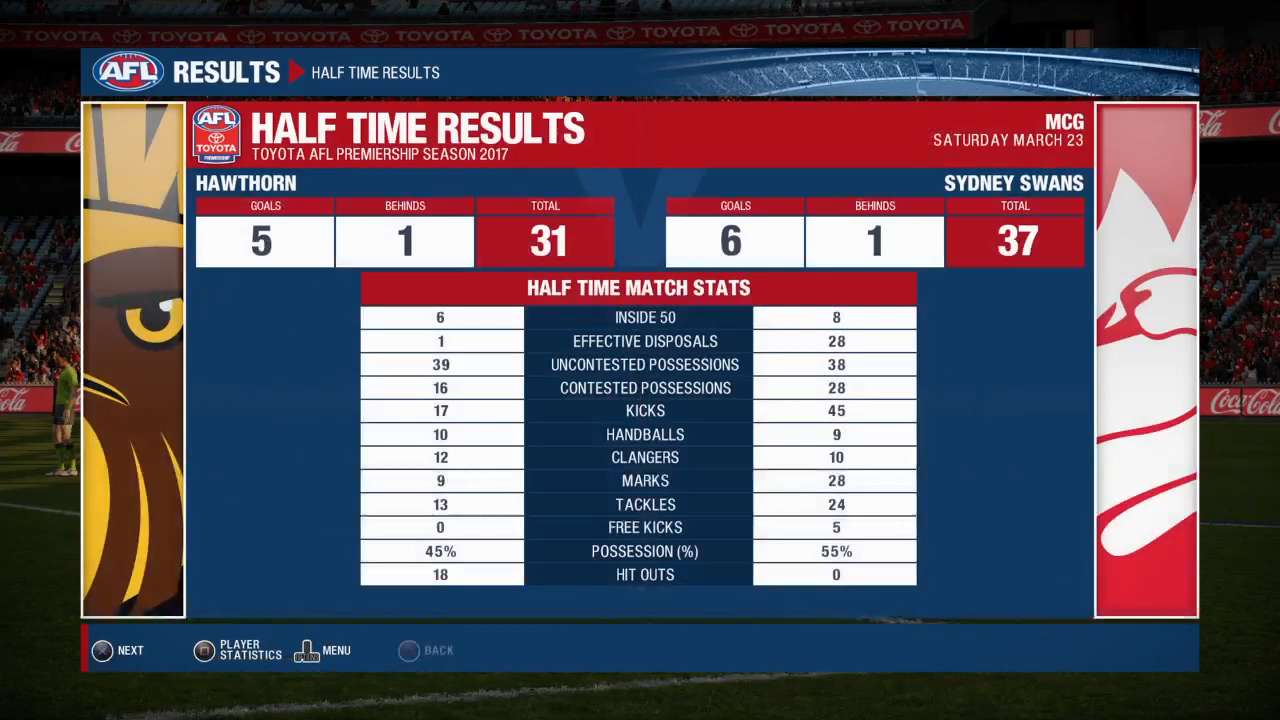 TOYOTA TOYOTA TOYOTA TOYOTA TOYOTA TOYOTA TOYOTA TOYOTA
AFL RESULTS HALF TIME RESULTS
AFL
TOYOTA
PREMIERSHIP
HALF TIME RESULTS
TOYOTA AFL PREMIERSHIP SEASON 2017
MCG
SATURDAY MARCH 23
HAWTHORN SYDNEY SWANS
GOALS BEHINDS TOTAL GOALS BEHINDS TOTAL
5 1 31 6 1 37
HALF TIME MATCH STATS
6 INSIDE 50 8
1 EFFECTIVE DISPOSALS 28
39 UNCONTESTED POSSESSIONS 38
16 CONTESTED POSSESSIONS 28
17 KICKS 45
10 HANDBALLS 9
12 CLANGERS 10
9 MARKS 28
13 TACKLES 24
0 FREE KICKS 5
45% POSSESSION (%) 55%
18 HIT OUTS 0
Coca-Cola
NEXT PLAYER STATISTICS OPTIONS MENU BACK